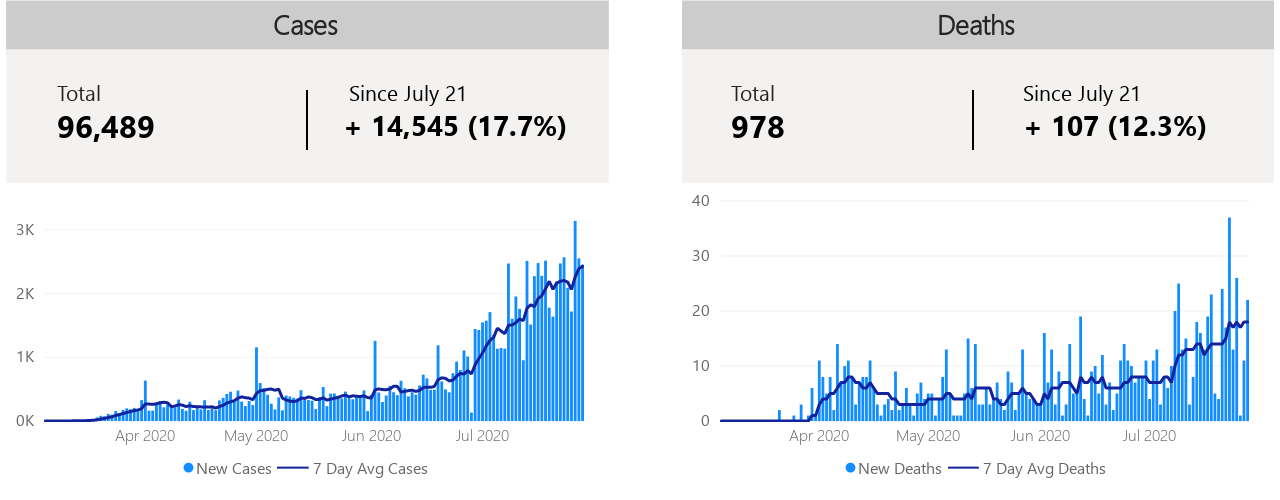 Cases
Total
96,489
Since July 21
+ 14,545 (17.7%)
3K
2K
1K
0K
Apr 2020
May 2020
Jun 2020
Jul 2020
New Cases
7 Day Avg Cases
Deaths
Total
978
Since July 21
+ 107 (12.3%)
40
30
20
10
0
Apr 2020
May 2020
Jun 2020
Jul 2020
New Deaths
7 Day Avg Deaths